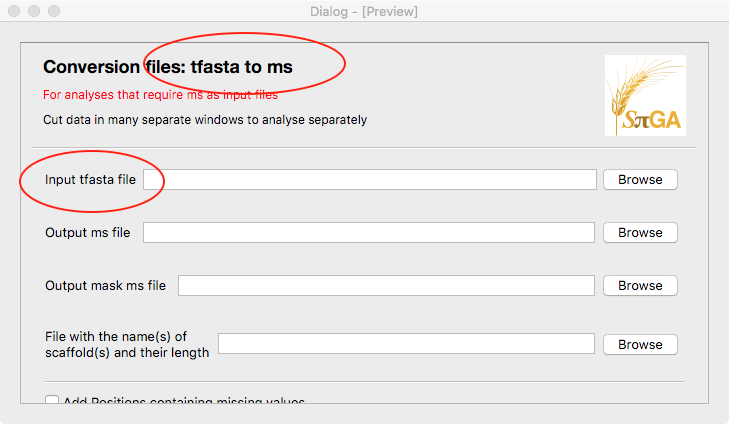 Dialog - [Preview]
Conversion files: tfasta to ms
For analyses that require ms as input files
Cut data in many separate windows to analyse separately
SπGA
Input tfasta file
Browse
Output ms file
Browse
Output mask ms file
Browse
File with the name(s) of
scaffold(s) and their length
Browse
Add Positions containing missing values